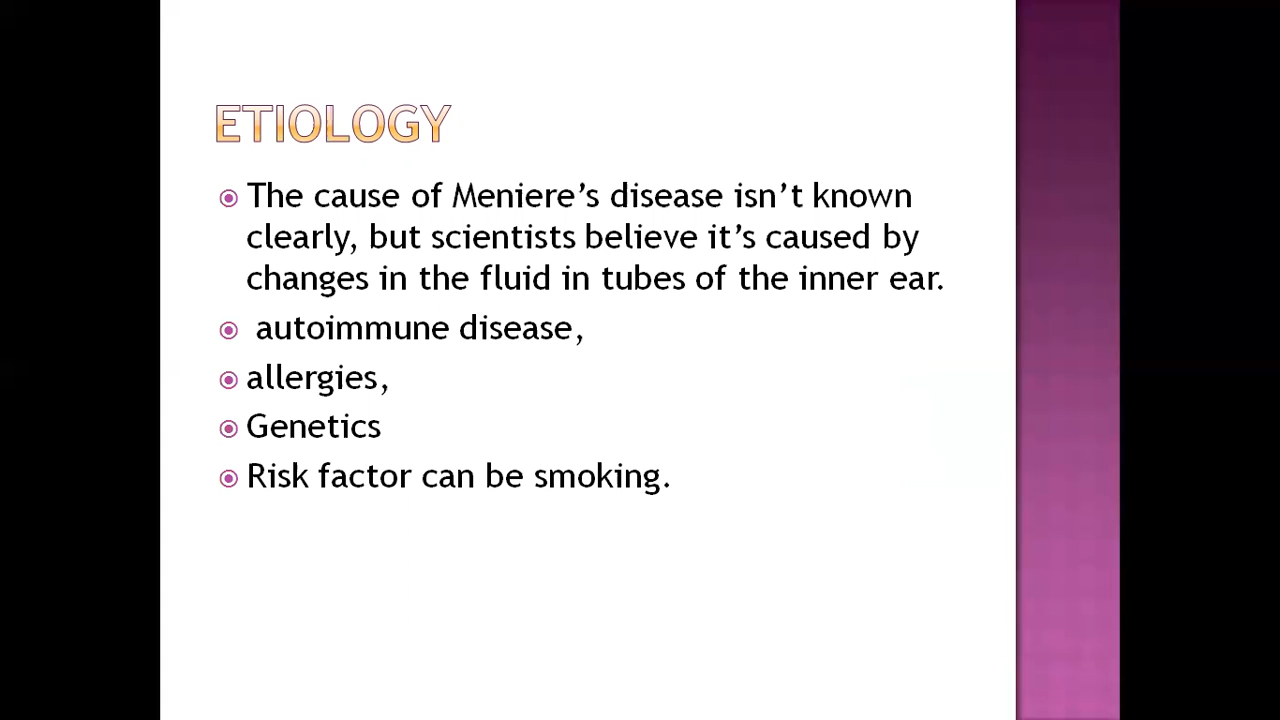 ETIOLOGY
The cause of Meniere’s disease isn’t known
clearly, but scientists believe it’s caused by
changes in the fluid in tubes of the inner ear.
autoimmune disease,
allergies,
Genetics
Risk factor can be smoking.